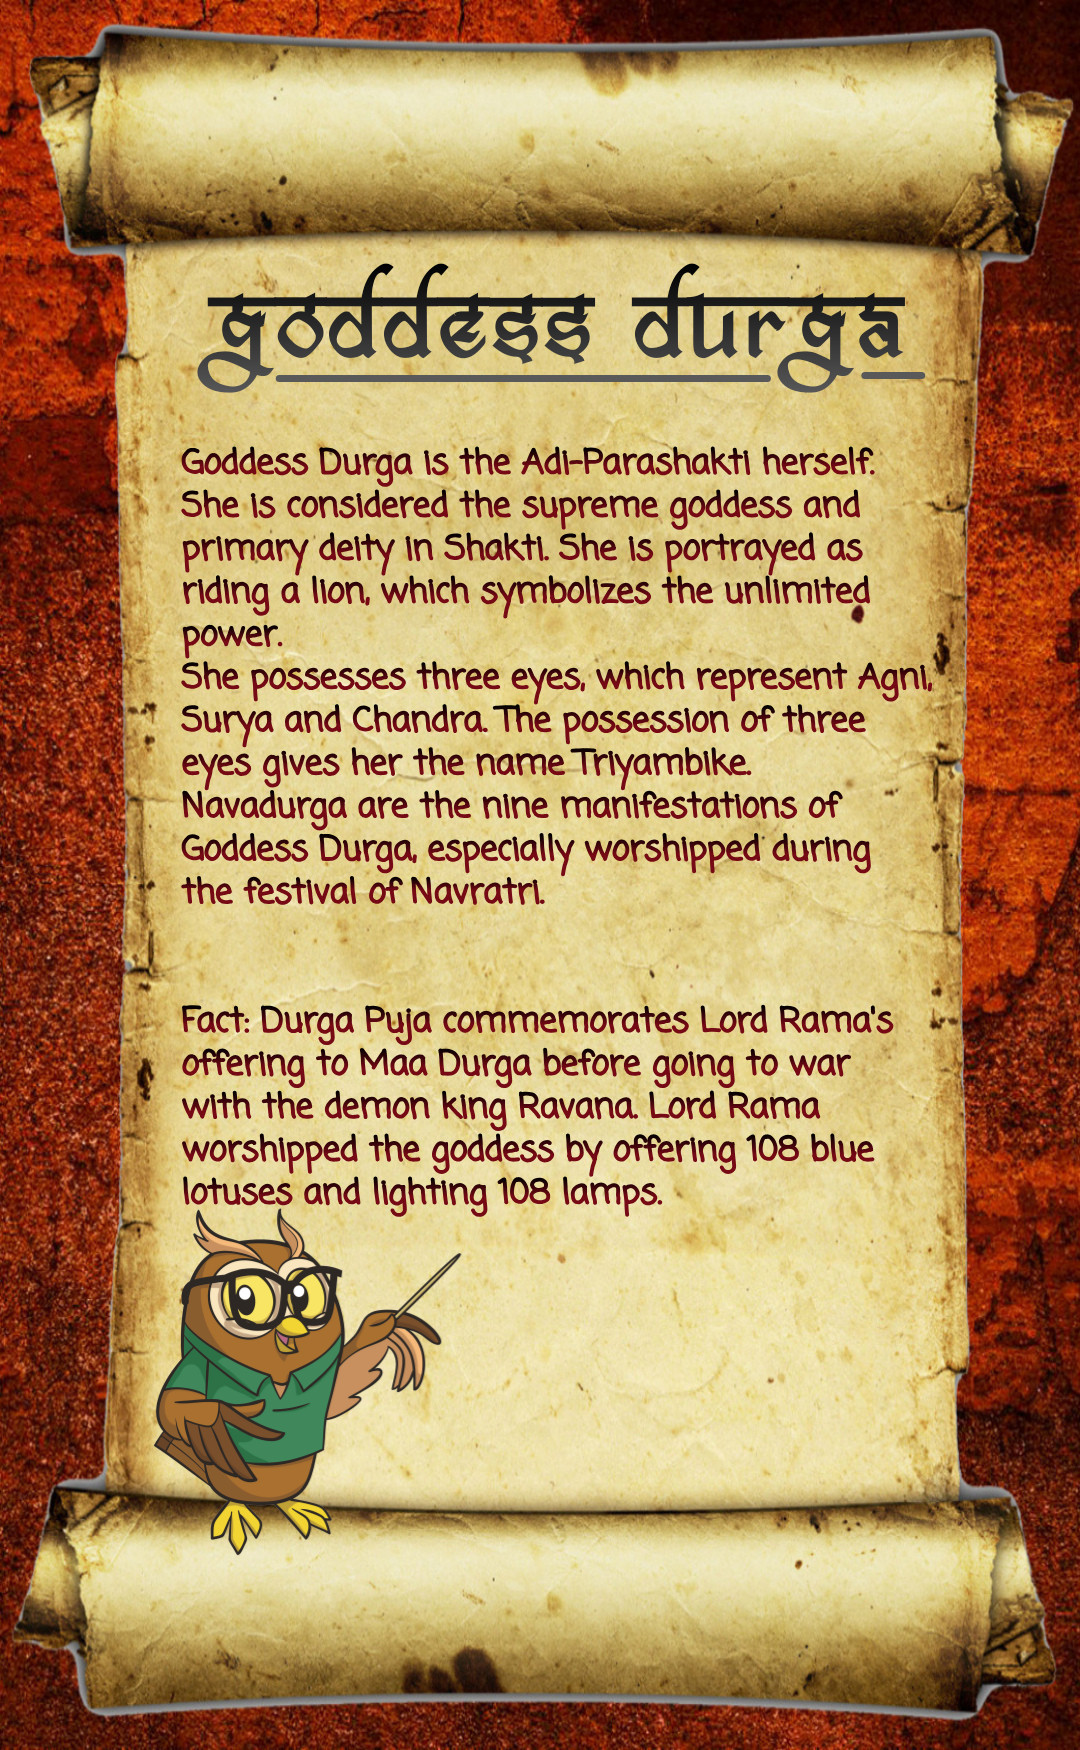 goddess durga
Goddess Durga is the Adi-Parashakti herself.
She is considered the supreme goddess and
primary deity in Shakti. She is portrayed as
riding a lion, which symbolizes the unlimited
power.
She possesses three eyes, which represent Agni,
Surya and Chandra. The possession of three
eyes gives her the name Triyambike.
Navadurga are the nine manifestations of
Goddess Durga, especially worshipped during
the festival of Navratri.
Fact: Durga Puja commemorates Lord Rama's
offering to Maa Durga before going to war
with the demon king Ravana. Lord Rama
worshipped the goddess by offering 108 blue
lotuses and lighting 108 lamps.